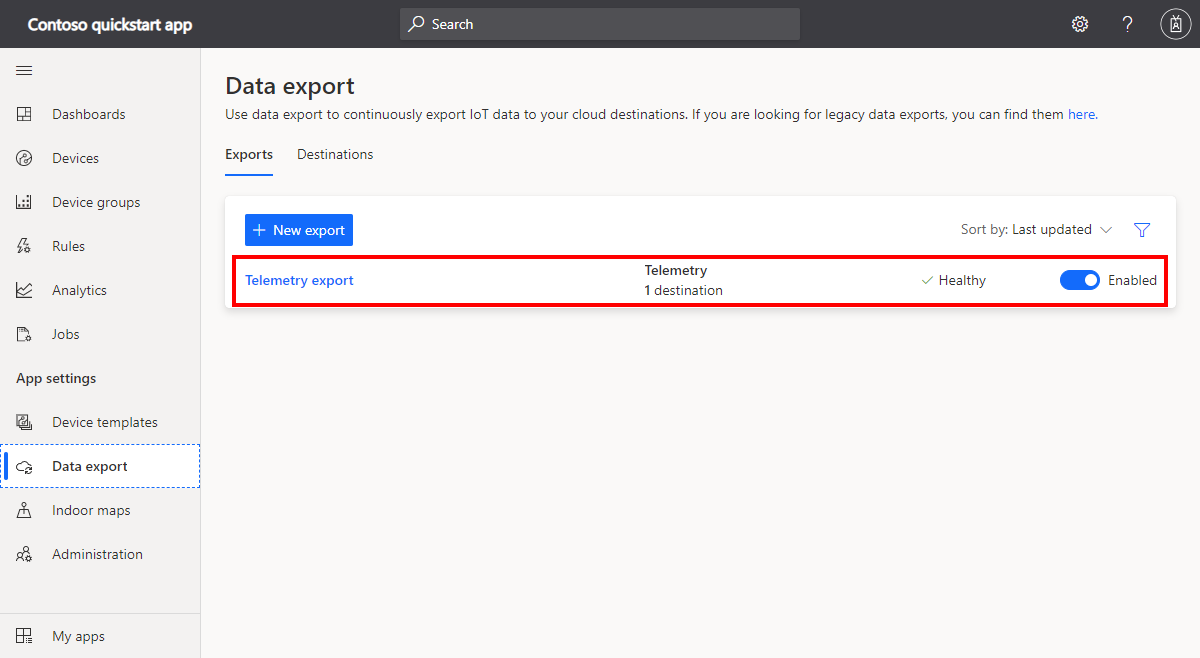 Contoso quickstart app
Search
?
Dashboards
Devices
Device groups
Rules
Analytics
Jobs
App settings
Device templates
Data export
Indoor maps
Administration
My apps
Data export
Use data export to continuously export IoT data to your cloud destinations. If you are looking for legacy data exports, you can find them here.
Exports Destinations
New export
Sort by: Last updated
Telemetry export
Telemetry
1 destination
Healthy
Enabled